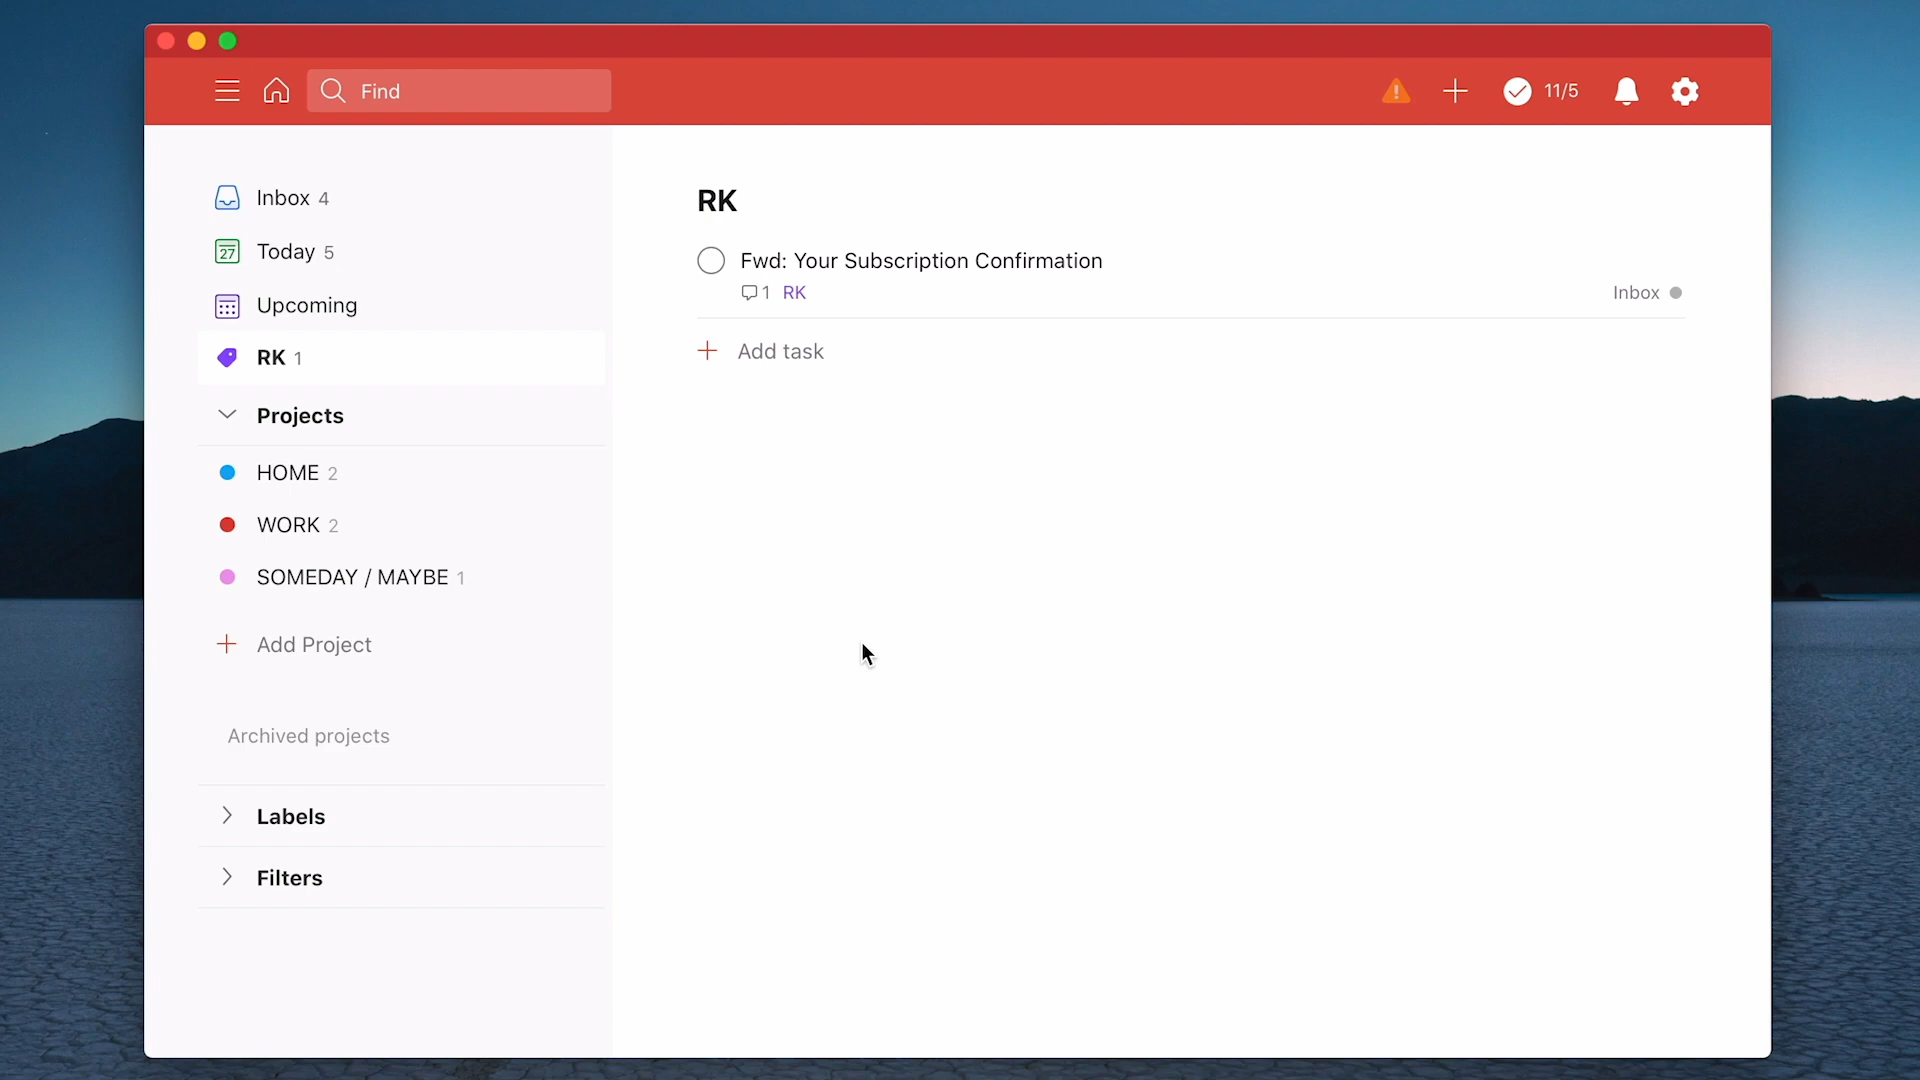 Find
11/5
Inbox 4
27
Today 5
Upcoming
RK 1
Projects
HOME 2
WORK 2
SOMEDAY / MAYBE 1
Add Project
Archived projects
Labels
Filters
RK
Fwd: Your Subscription Confirmation
1 RK
Inbox
Add task